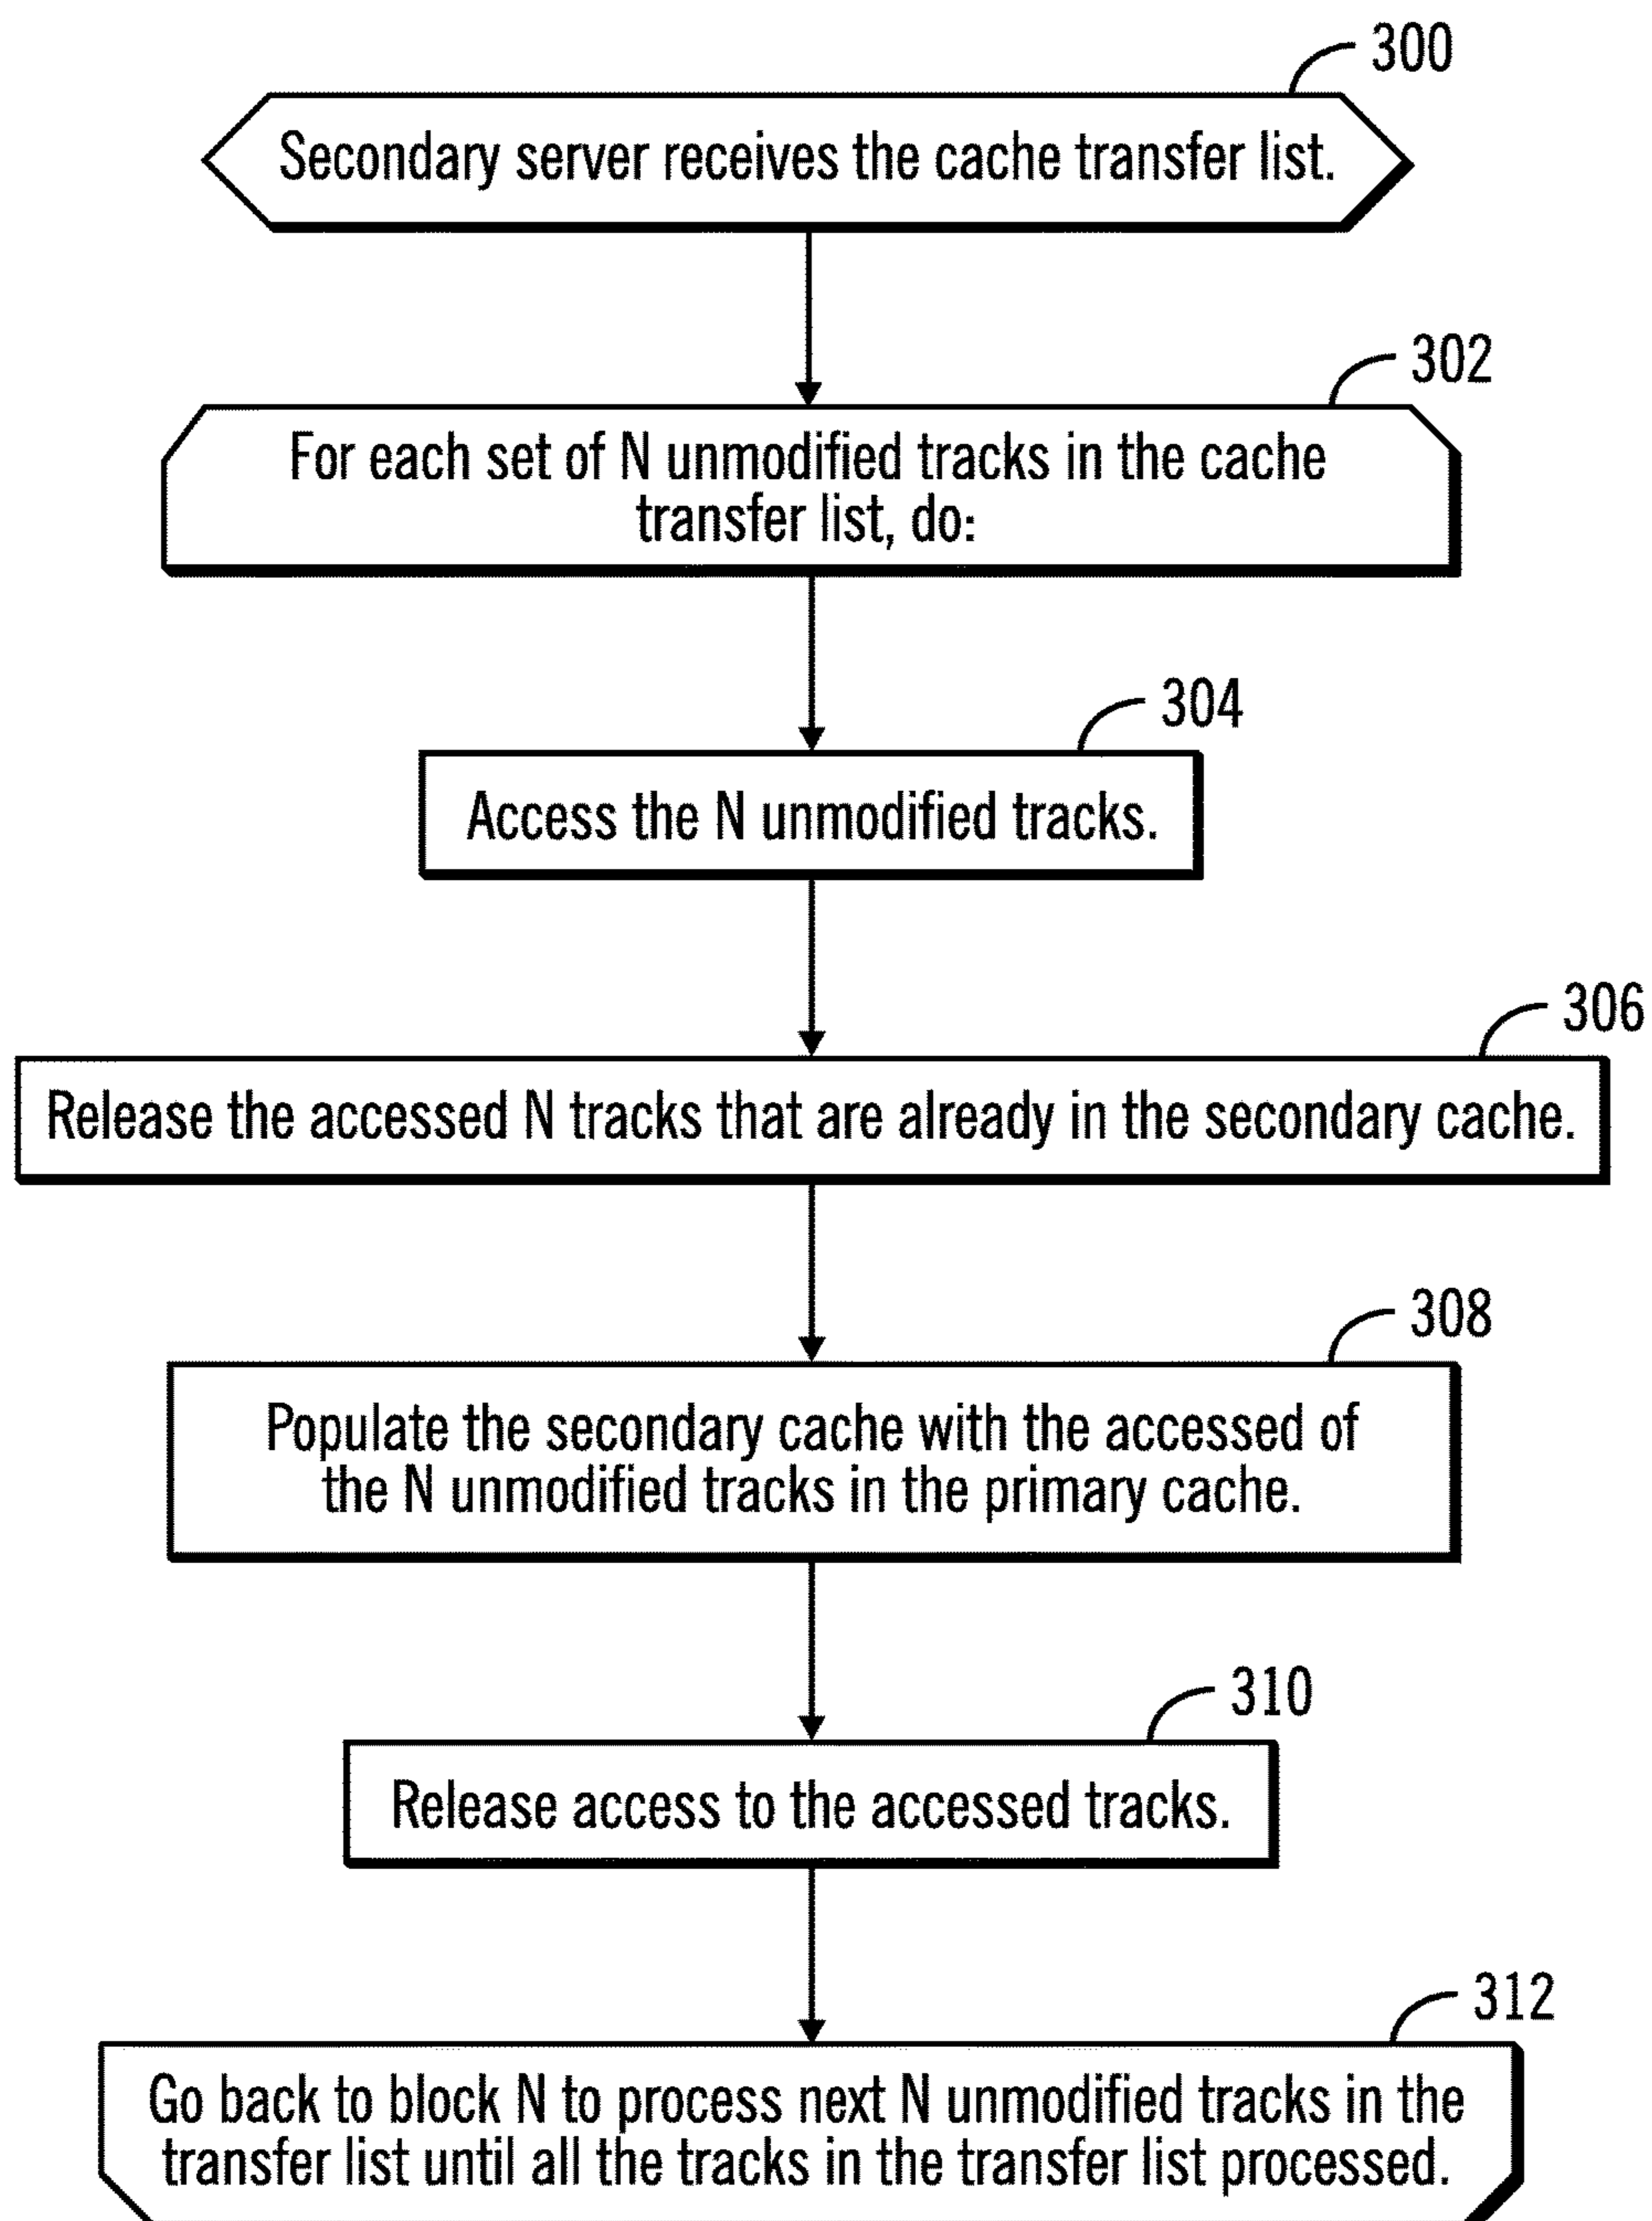 300
Secondary server receives the cache transfer list.
302
For each set of N unmodified tracks in the cache
transfer list, do:
304
Access the N unmodified tracks.
306
Release the accessed N tracks that are already in the secondary cache.
308
Populate the secondary cache with the accessed of
the N unmodified tracks in the primary cache.
310
Release access to the accessed tracks.
312
Go back to block N to process next N unmodified tracks in the
transfer list until all the tracks in the transfer list processed.